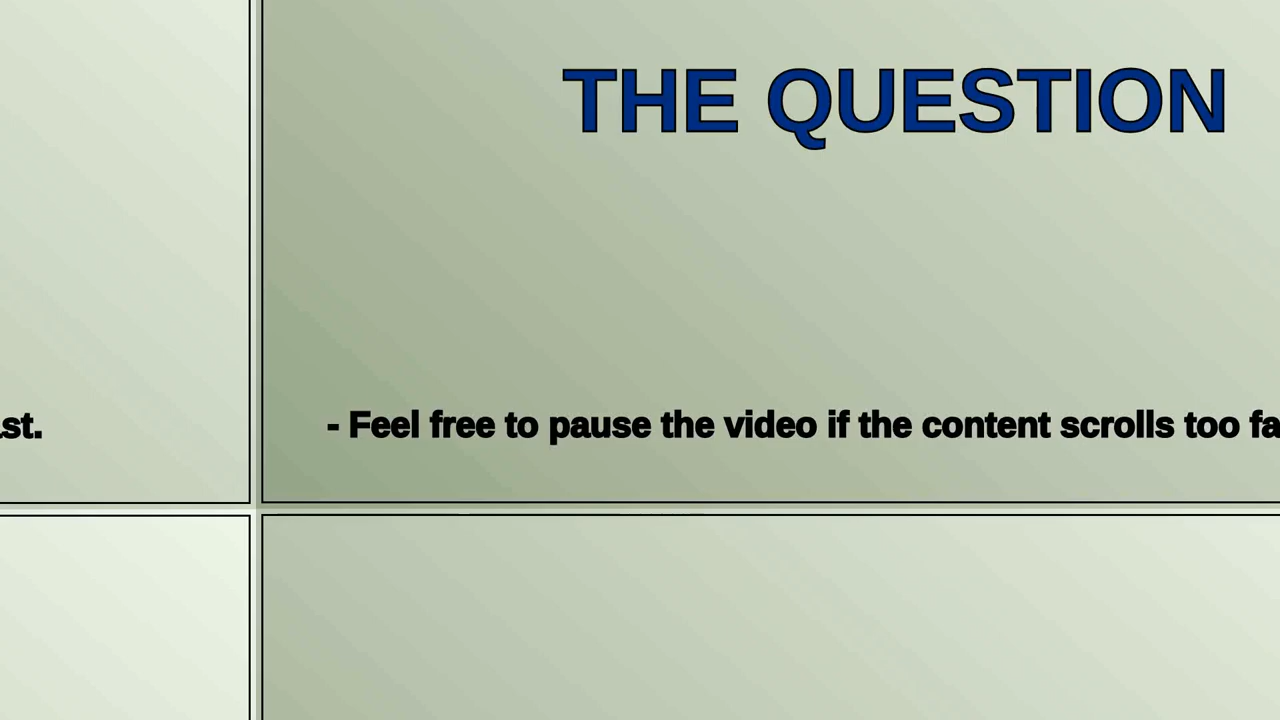 THE QUESTION
st.
- Feel free to pause the video if the content scrolls too fa